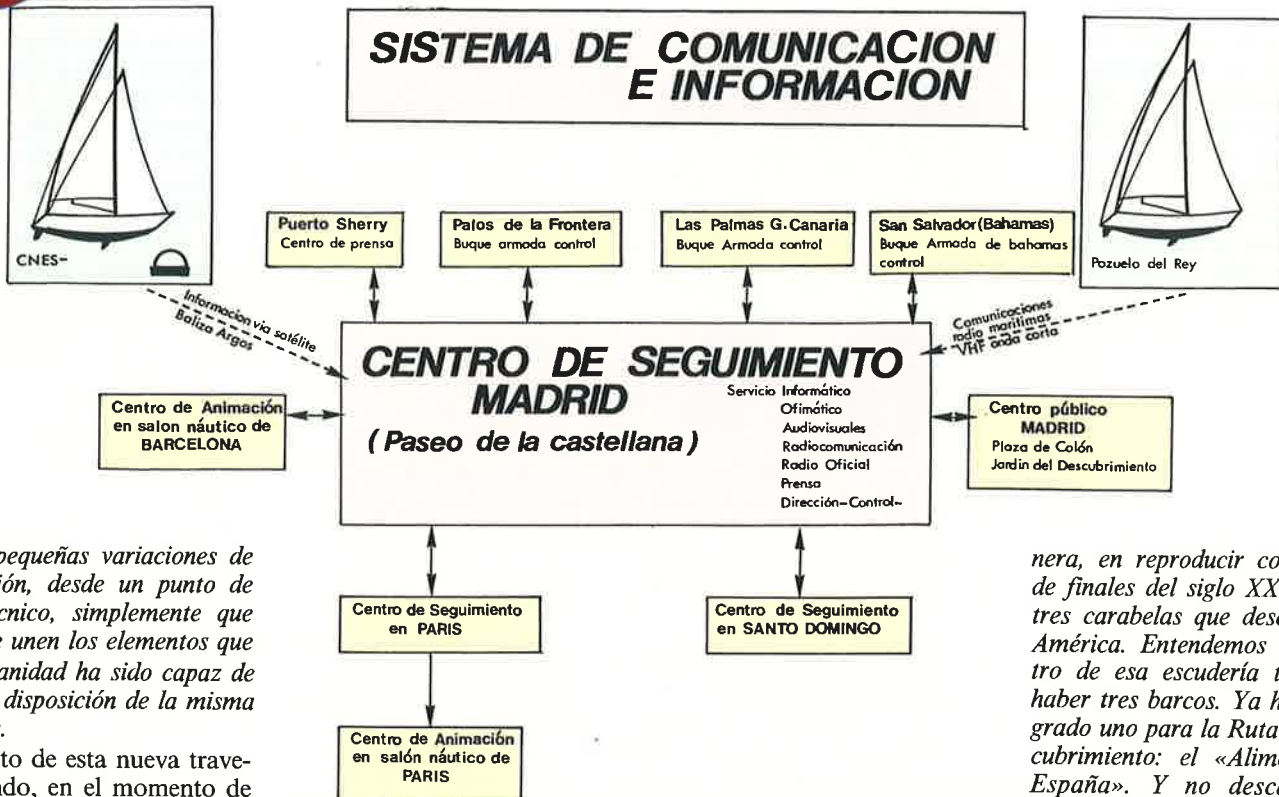 SISTEMA DE COMUNICACION
E INFORMACION
CNES-
Pozuelo del Rey
Puerto Sherry
Centro de prensa
Palos de la Frontera
Buque armada control
Las Palmas G. Canaria
Buque Armada control
San Salvador (Bahamas)
Buque Armada de bahamas
control
Informacion via satélite
Baliza Argos
Comunicaciones
radio maritimas
VHF onda corta
CENTRO DE SEGUIMIENTO
MADRID
(Paseo de la castellana)
Servicio Informático
Ofimático
Audiovisuales
Radiocomunicación
Radio Oficial
Prensa
Dirección-Control-
Centro de Animación
en salon náutico de
BARCELONA
Centro público
MADRID
Plaza de Colón
Jardin del Descubrimiento
Centro de Seguimiento
en PARIS
Centro de Seguimiento
en SANTO DOMINGO
Centro de Animación
en salón náutico de
PARIS
pequeñas variaciones de
ión, desde un punto de
cnico, simplemente que
e unen los elementos que
anidad ha sido capaz de
disposición de la misma
to de esta nueva trave-
ndo, en el momento de
nera, en reproducir co
de finales del siglo XX
tres carabelas que desc
América. Entendemos
tro de esa escudería t
haber tres barcos. Ya h
grado uno para la Ruta
cubrimiento: el «Alime
España». Y no desca